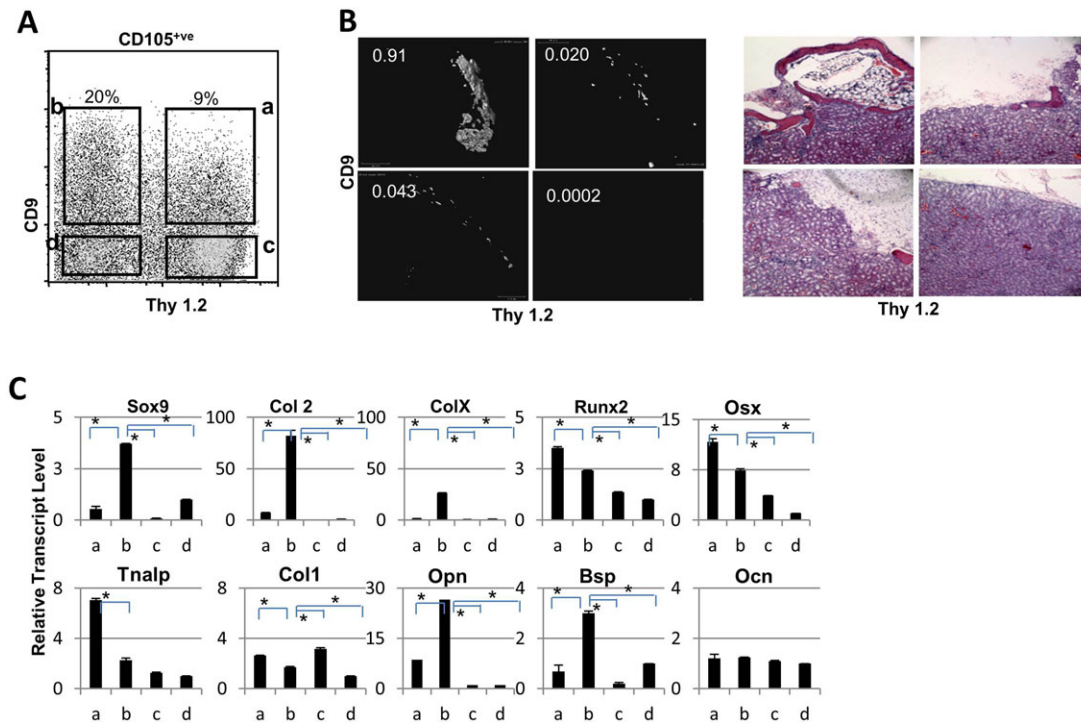 A
CD105+ve
b
20%
9%
a
CD9
d
c
Thy 1.2
B
0.91
0.020
CD9
0.043
0.0002
Thy 1.2
Thy 1.2
C
Relative Transcript Level
Sox9
5
3
0
*
*
*
a b c d
Col 2
100
50
0
*
*
*
a b c d
ColX
100
50
0
*
*
*
a b c d
Runx2
5
3
0
*
*
*
a b c d
Osx
15
8
0
*
*
*
a b c d
Tnalp
8
4
0
*
a b c d
Col1
8
4
0
*
*
*
a b c d
Opn
30
15
0
*
*
*
a b c d
Bsp
4
2
0
*
*
*
a b c d
Ocn
4
2
0
a b c d